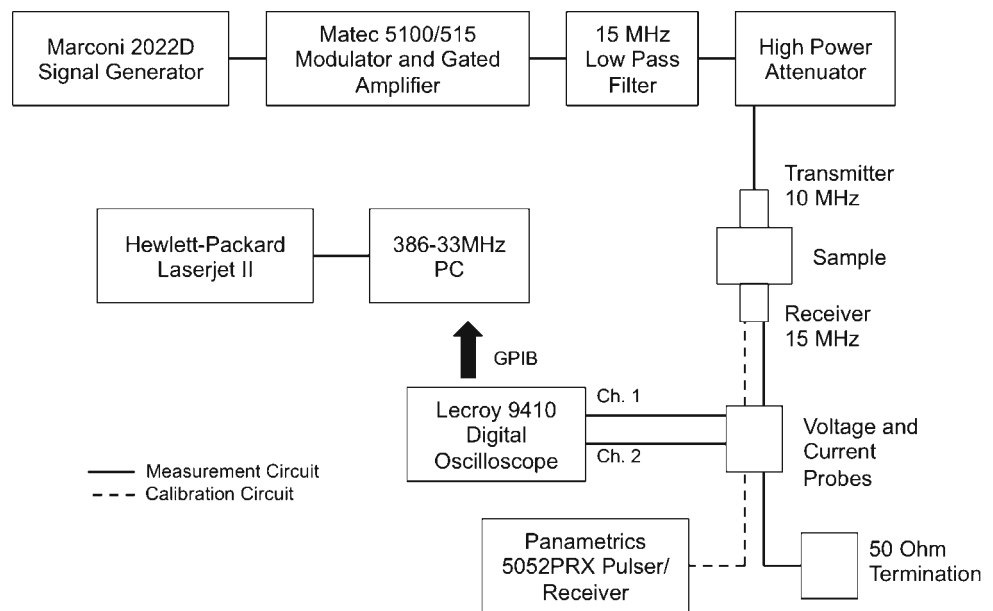 Marconi 2022D
Signal Generator
Matec 5100/515
Modulator and Gated
Amplifier
15 MHz
Low Pass
Filter
High Power
Attenuator
Transmitter
10 MHz
Hewlett-Packard
Laserjet II
386-33MHz
PC
Sample
Receiver
15 MHz
GPIB
Lecroy 9410
Digital
Oscilloscope
Ch. 1
Ch. 2
Voltage and
Current
Probes
Measurement Circuit
Calibration Circuit
Panametrics
5052PRX Pulser/
Receiver
50 Ohm
Termination